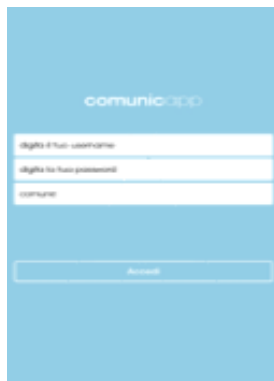 comunicapp
digita il tuo username
digita la tua password
comune
Accedi